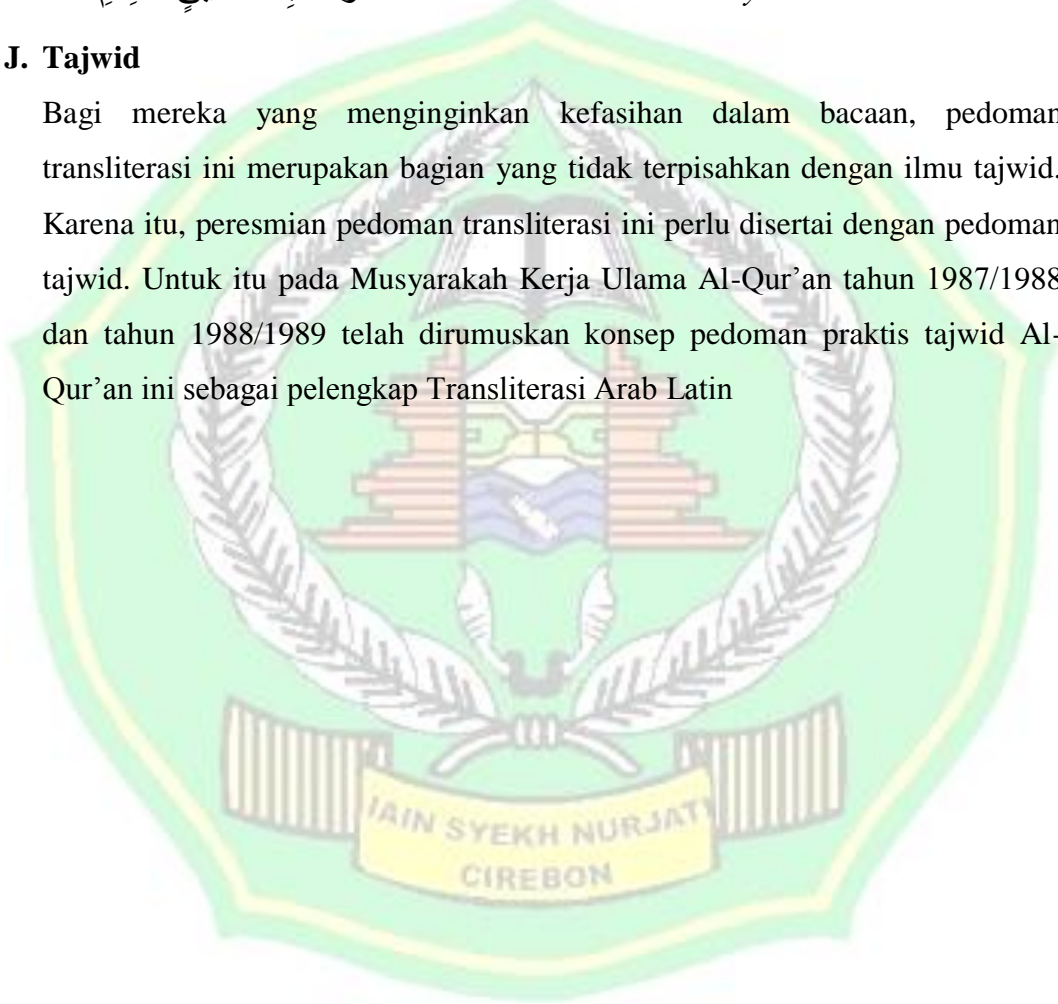 J. Tajwid
Bagi mereka yang menginginkan kefasihan dalam bacaan, pedoman
transliterasi ini merupakan bagian yang tidak terpisahkan dengan ilmu tajwid.
Karena itu, peresmian pedoman transliterasi ini perlu disertai dengan pedoman
tajwid. Untuk itu pada Musyarakah Kerja Ulama Al-Qur’an tahun 1987/1988
dan tahun 1988/1989 telah dirumuskan konsep pedoman praktis tajwid Al-
Qur’an ini sebagai pelengkap Transliterasi Arab Latin
IAIN SYEKH NURJATI
CIREBON